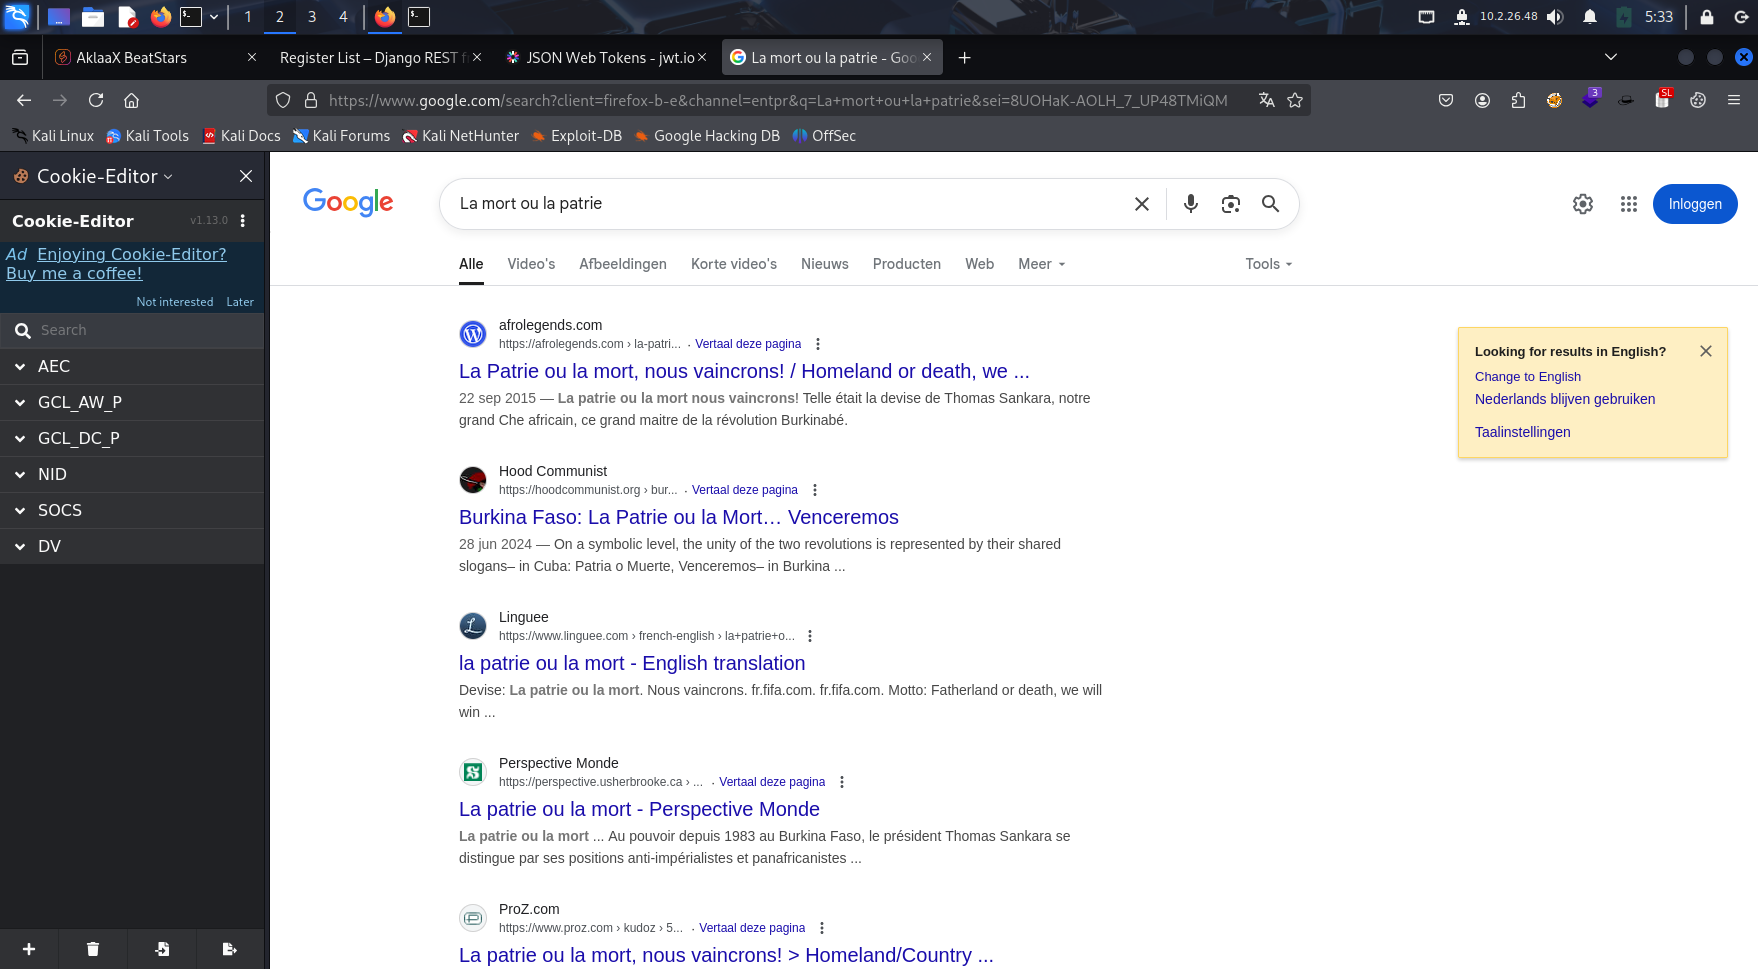 1 2 3 4 10.2.26.48 5:33
AklaaX BeatStars
Register List – Django REST f
JSON Web Tokens - jwt.io
La mort ou la patrie - Goo
https://www.google.com/search?client=firefox-b-e&channel=entpr&q=La+mort+ou+la+patrie&sei=8UOHaK-AOLH_7_UP48TMiQM
3 SL
Kali Linux Kali Tools Kali Docs Kali Forums Kali NetHunter Exploit-DB Google Hacking DB OffSec
Cookie-Editor
Cookie-Editor v1.13.0
Ad Enjoying Cookie-Editor?
Buy me a coffee!
Not interested Later
Search
AEC
GCL_AW_P
GCL_DC_P
NID
SOCS
DV
Google
La mort ou la patrie
Inloggen
Alle Video's Afbeeldingen Korte video's Nieuws Producten Web Meer Tools
afrolegends.com
https://afrolegends.com › la-patri... · Vertaal deze pagina
La Patrie ou la mort, nous vaincrons! / Homeland or death, we ...
22 sep 2015 — La patrie ou la mort nous vaincrons! Telle était la devise de Thomas Sankara, notre
grand Che africain, ce grand maitre de la révolution Burkinabé.
Hood Communist
https://hoodcommunist.org › bur... · Vertaal deze pagina
Burkina Faso: La Patrie ou la Mort… Venceremos
28 jun 2024 — On a symbolic level, the unity of the two revolutions is represented by their shared
slogans– in Cuba: Patria o Muerte, Venceremos– in Burkina ...
Linguee
https://www.linguee.com › french-english › la+patrie+o...
la patrie ou la mort - English translation
Devise: La patrie ou la mort. Nous vaincrons. fr.fifa.com. fr.fifa.com. Motto: Fatherland or death, we will
win ...
Perspective Monde
https://perspective.usherbrooke.ca › ... · Vertaal deze pagina
La patrie ou la mort - Perspective Monde
La patrie ou la mort ... Au pouvoir depuis 1983 au Burkina Faso, le président Thomas Sankara se
distingue par ses positions anti-impérialistes et panafricanistes ...
ProZ.com
https://www.proz.com › kudoz › 5... · Vertaal deze pagina
La patrie ou la mort, nous vaincrons! > Homeland/Country ...
Looking for results in English?
Change to English
Nederlands blijven gebruiken
Taalinstellingen